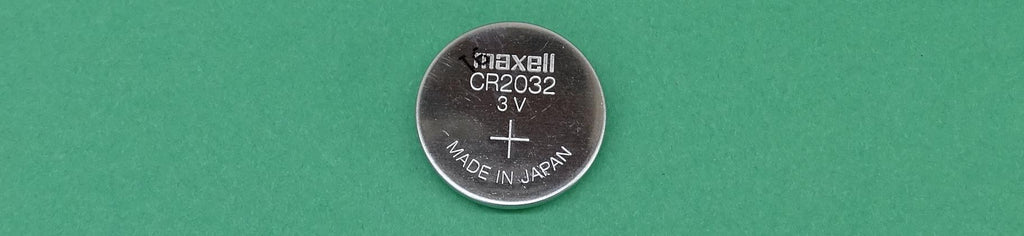 maxell
CR2032
3 V
+
MADE IN JAPAN